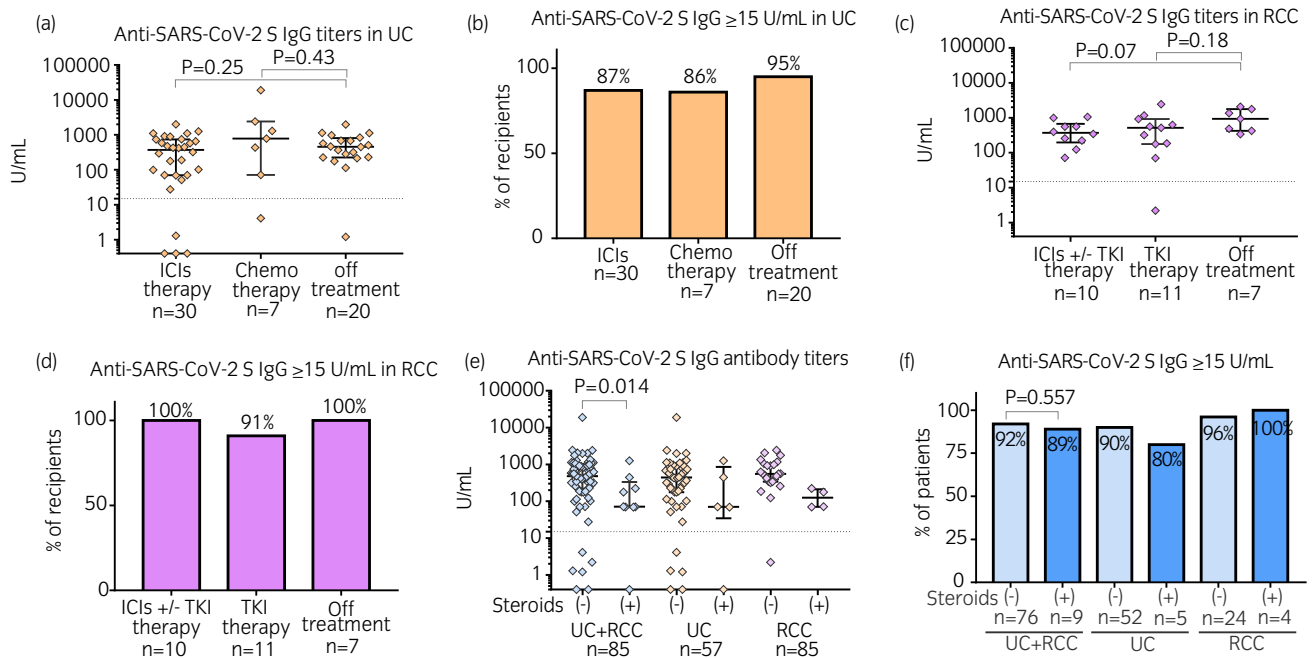 (a)
Anti-SARS-CoV-2 S IgG titers in UC
P=0.43
P=0.25
100000
10000
1000
100
10
1
U/mL
ICIs
therapy
n=30
Chemo
therapy
n=7
off
treatment
n=20
(b)
Anti-SARS-CoV-2 S IgG ≥15 U/mL in UC
87%
86%
95%
100
50
0
% of recipients
ICIs
n=30
Chemo
therapy
n=7
Off
treatment
n=20
(c)
Anti-SARS-CoV-2 S IgG titers in RCC
P=0.18
P=0.07
100000
10000
1000
100
10
1
U/mL
ICIs +/- TKI
therapy
n=10
TKI
therapy
n=11
Off
treatment
n=7
(d)
Anti-SARS-CoV-2 S IgG ≥15 U/mL in RCC
100%
91%
100%
100
50
0
% of recipients
ICIs +/- TKI
therapy
n=10
TKI
therapy
n=11
Off
treatment
n=7
(e)
Anti-SARS-CoV-2 S IgG antibody titers
P=0.014
100000
10000
1000
100
10
1
U/mL
Steroids (-) (+) (-) (+) (-) (+)
UC+RCC UC RCC
n=85 n=57 n=85
(f)
Anti-SARS-CoV-2 S IgG ≥15 U/mL
P=0.557
100
75
50
25
0
% of patients
92% 89% 90% 80% 96% 100%
Steroids (-) (+) (-) (+) (-) (+)
n=76 n=9 n=52 n=5 n=24 n=4
UC+RCC UC RCC